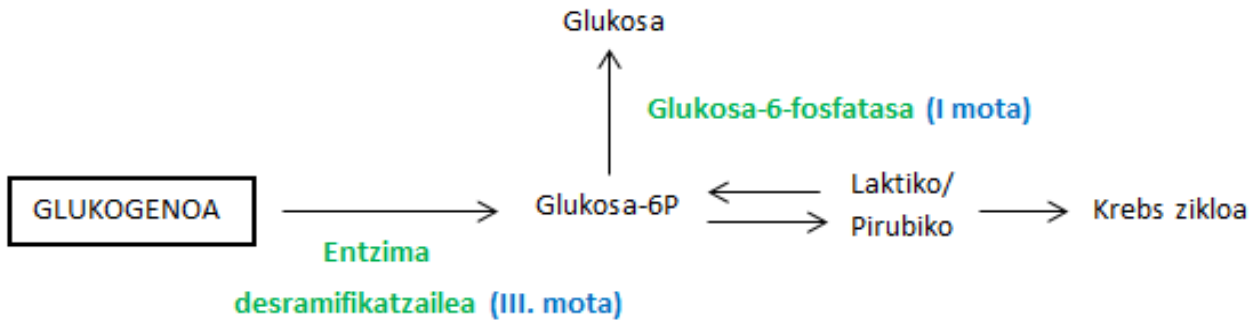 Glukosa
Glukosa-6-fosfatasa (I mota)
GLUKOGENOA
Glukosa-6P
Laktiko/
Pirubiko
Krebs zikloa
Entzima
desramifikatzailea (III. mota)